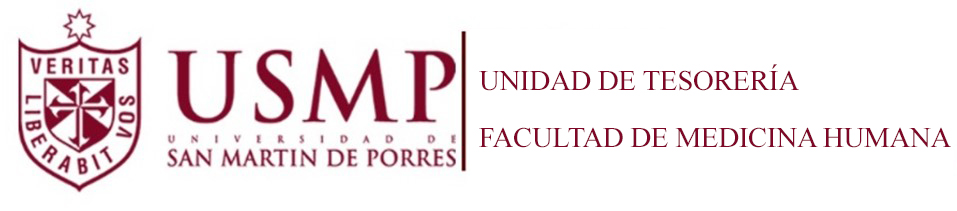 VERITAS
LIBERABIT VOS
USMP
UNIVERSIDAD DE
SAN MARTIN DE PORRES
UNIDAD DE TESORERÍA
FACULTAD DE MEDICINA HUMANA